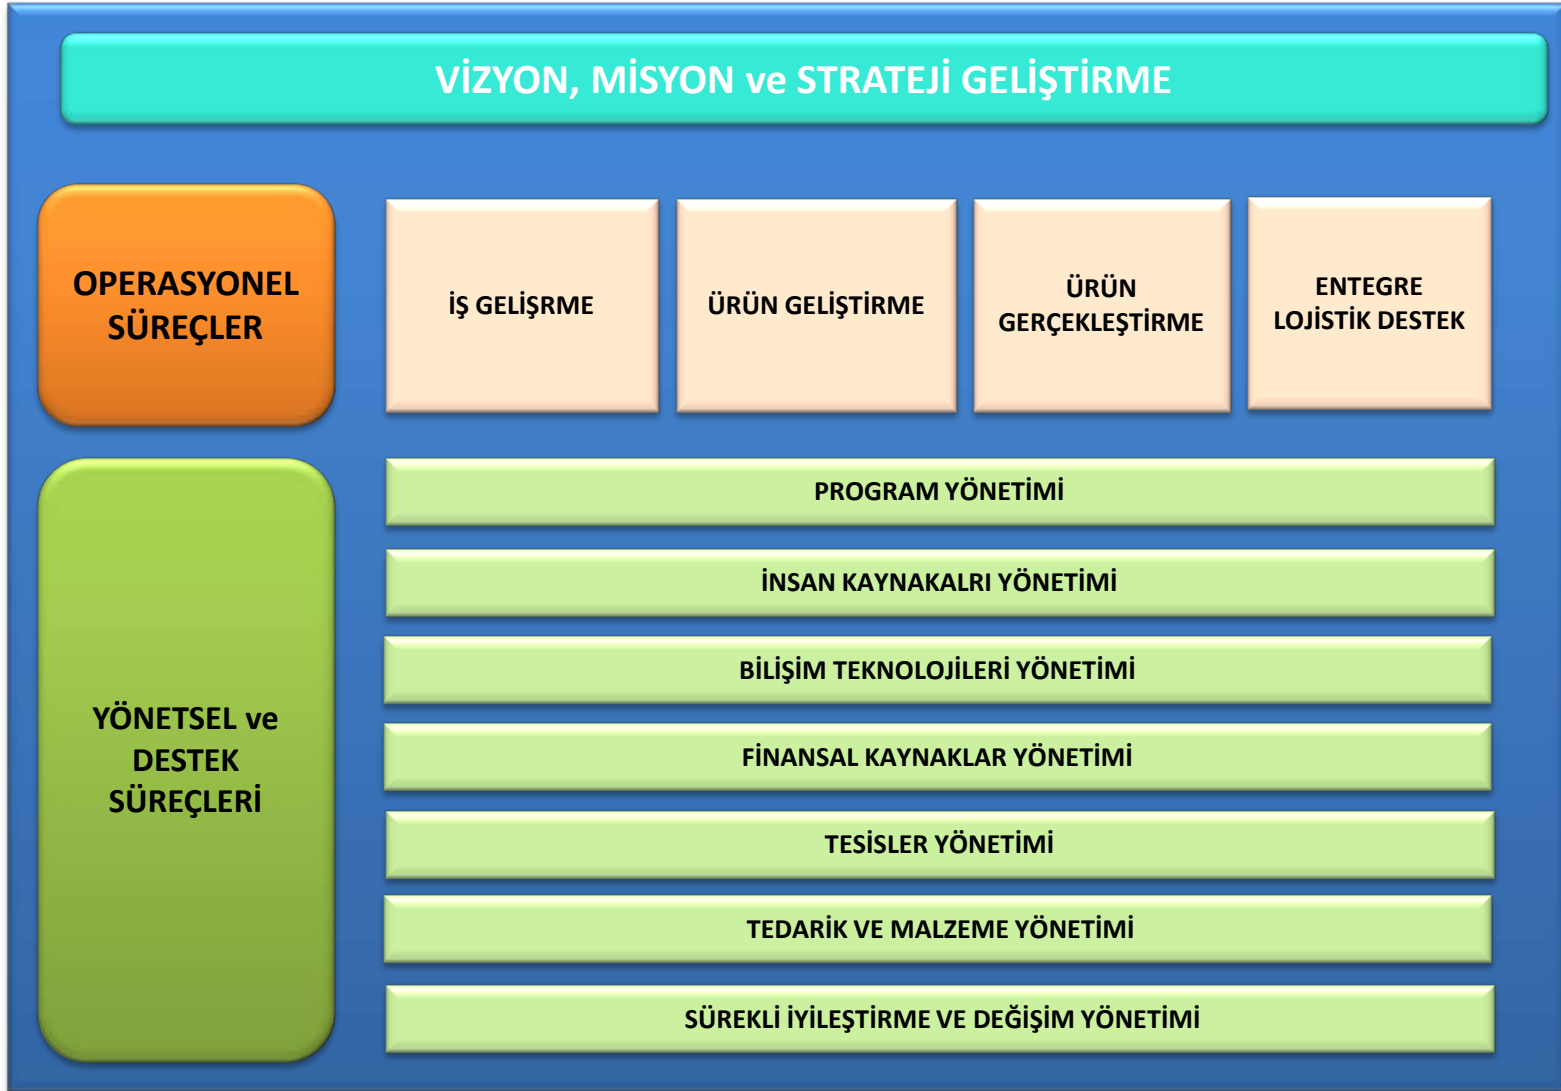 VİZYON, MİSYON ve STRATEJİ GELİŞTİRME
OPERASYONEL
SÜREÇLER
İŞ GELİŞRME
ÜRÜN GELİŞTİRME
ÜRÜN
GERÇEKLEŞTİRME
ENTEGRE
LOJİSTİK DESTEK
YÖNETSEL ve
DESTEK
SÜREÇLERİ
PROGRAM YÖNETİMİ
İNSAN KAYNAKALRI YÖNETİMİ
BİLİŞİM TEKNOLOJİLERİ YÖNETİMİ
FİNANSAL KAYNAKLAR YÖNETİMİ
TESİSLER YÖNETİMİ
TEDARİK VE MALZEME YÖNETİMİ
SÜREKLİ İYİLEŞTİRME VE DEĞİŞİM YÖNETİMİ